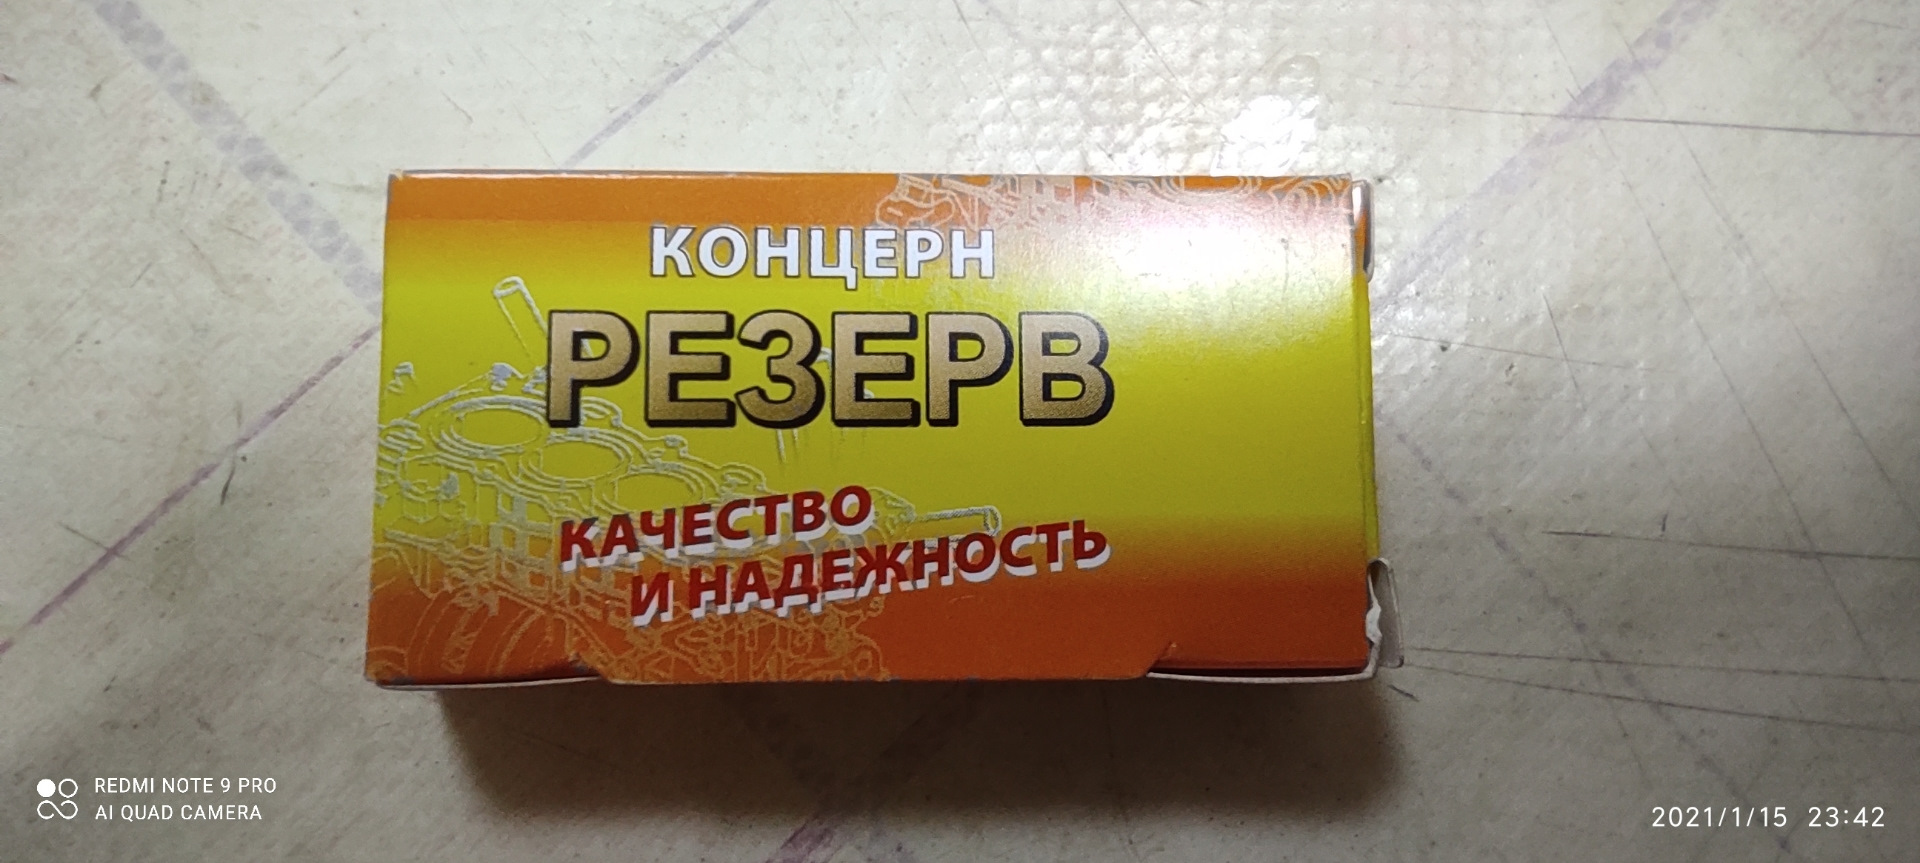 КОНЦЕРН
РЕЗЕРВ
КАЧЕСТВО
И НАДЕЖНОСТЬ
REDMI NOTE 9 PRO
AI QUAD CAMERA
2021/1/15 23:42